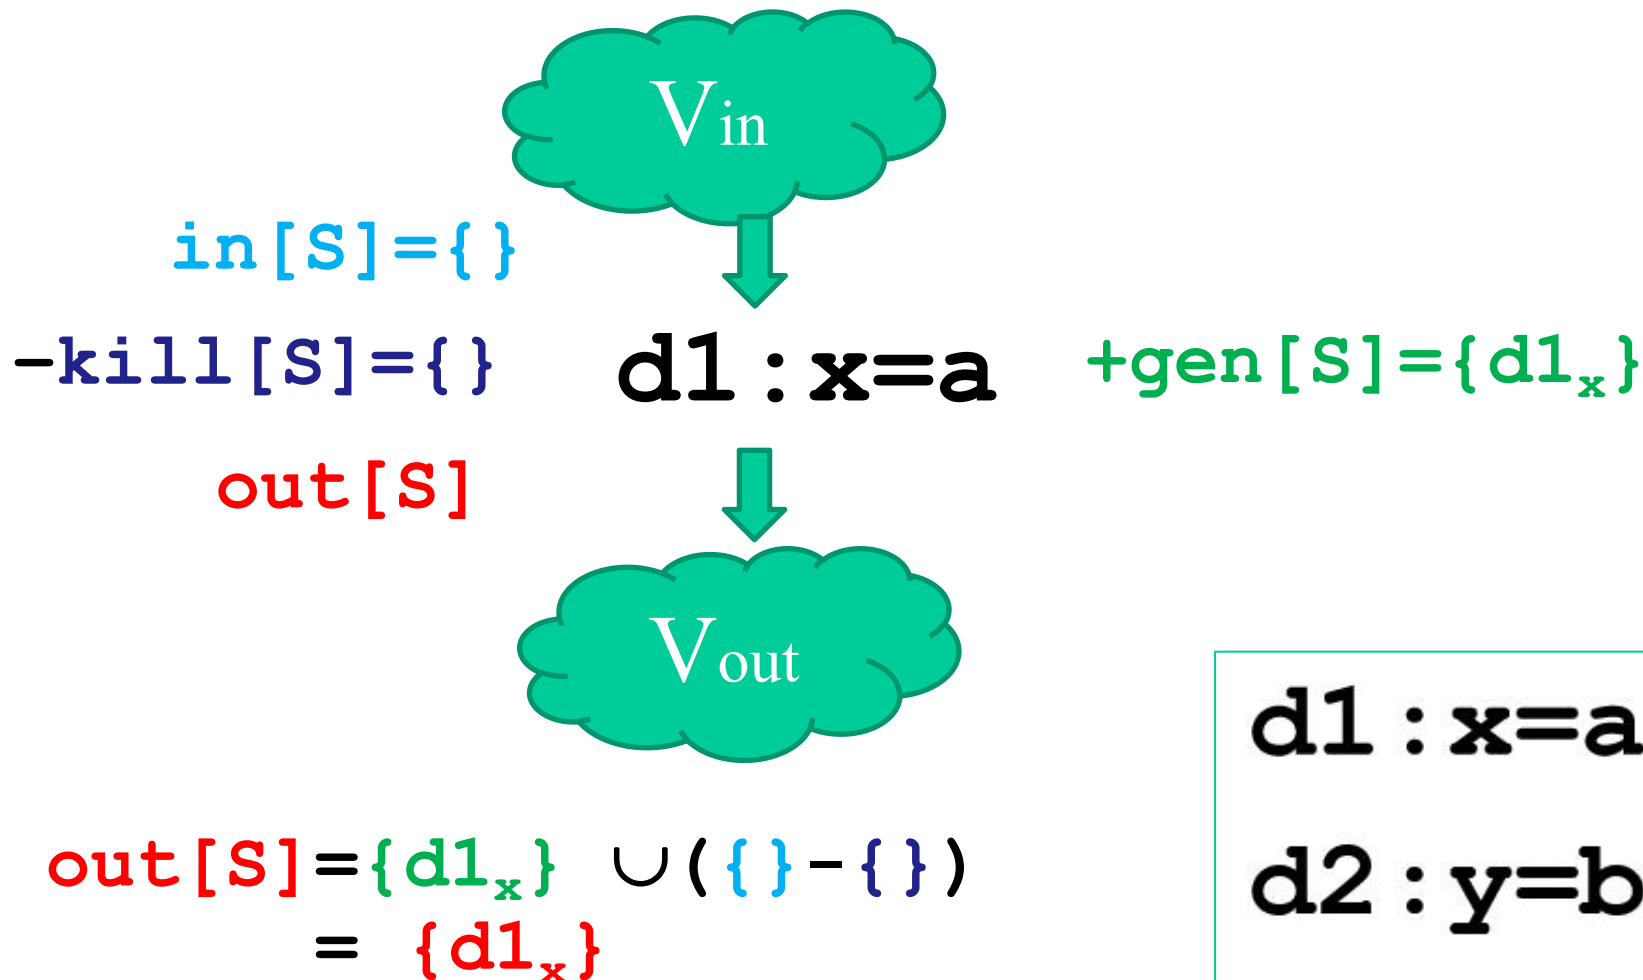 Vin
in[S]={}
-kill[S]={} d1:x=a +gen[S]={d1ₓ}
out[S]
Vout
d1:x=a
d2:y=b
out[S]={d1ₓ} ∪({}-{})
= {d1ₓ}